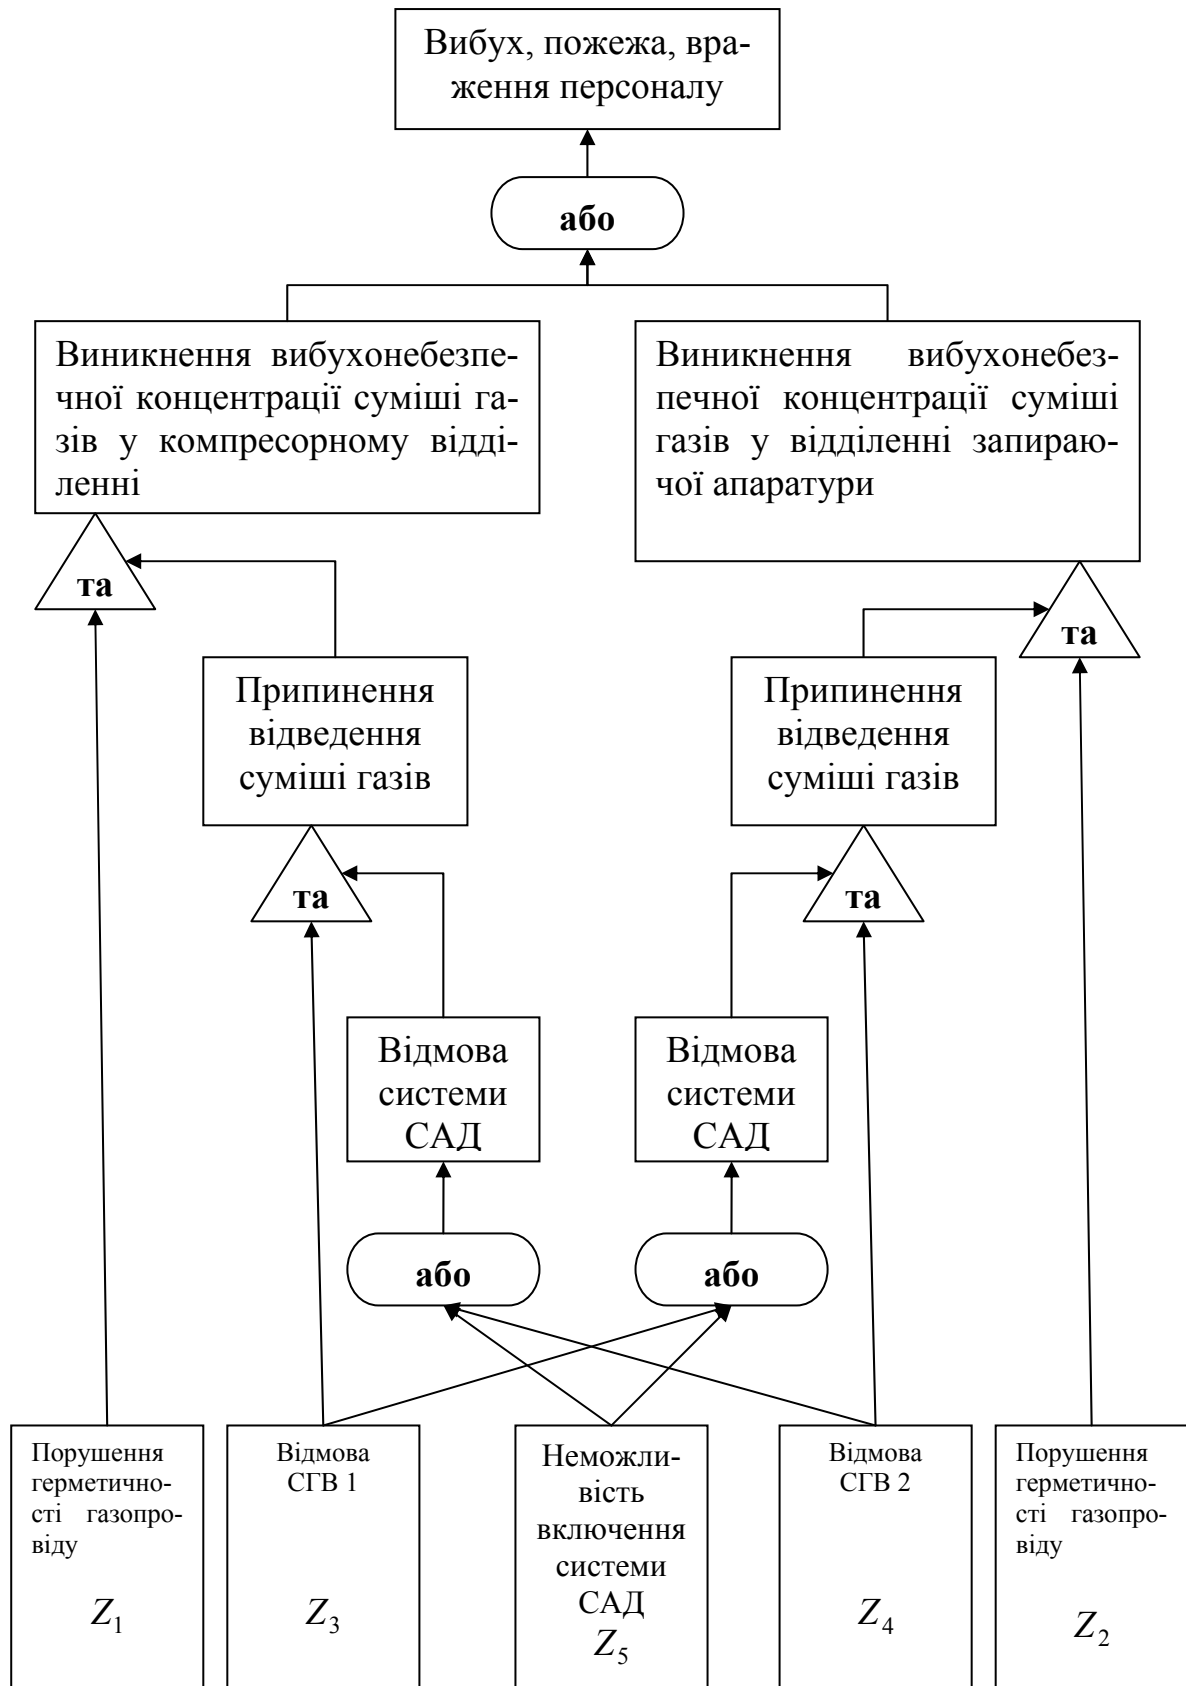 Вибух, пожежа, вра-
ження персоналу
або
Виникнення вибухонебезпе-
чної концентрації суміші га-
зів у компресорному відді-
ленні
Виникнення вибухонебез-
печної концентрації суміші
газів у відділенні запираю-
чої апаратури
та
та
Припинення
відведення
суміші газів
Припинення
відведення
суміші газів
та
та
Відмова
системи
САД
Відмова
системи
САД
або
або
Порушення
герметично-
сті газопро-
віду
Z₁
Відмова
СГВ 1
Z₃
Неможли-
вість
включення
системи
САД
Z₅
Відмова
СГВ 2
Z₄
Порушення
герметично-
сті газопро-
віду
Z₂